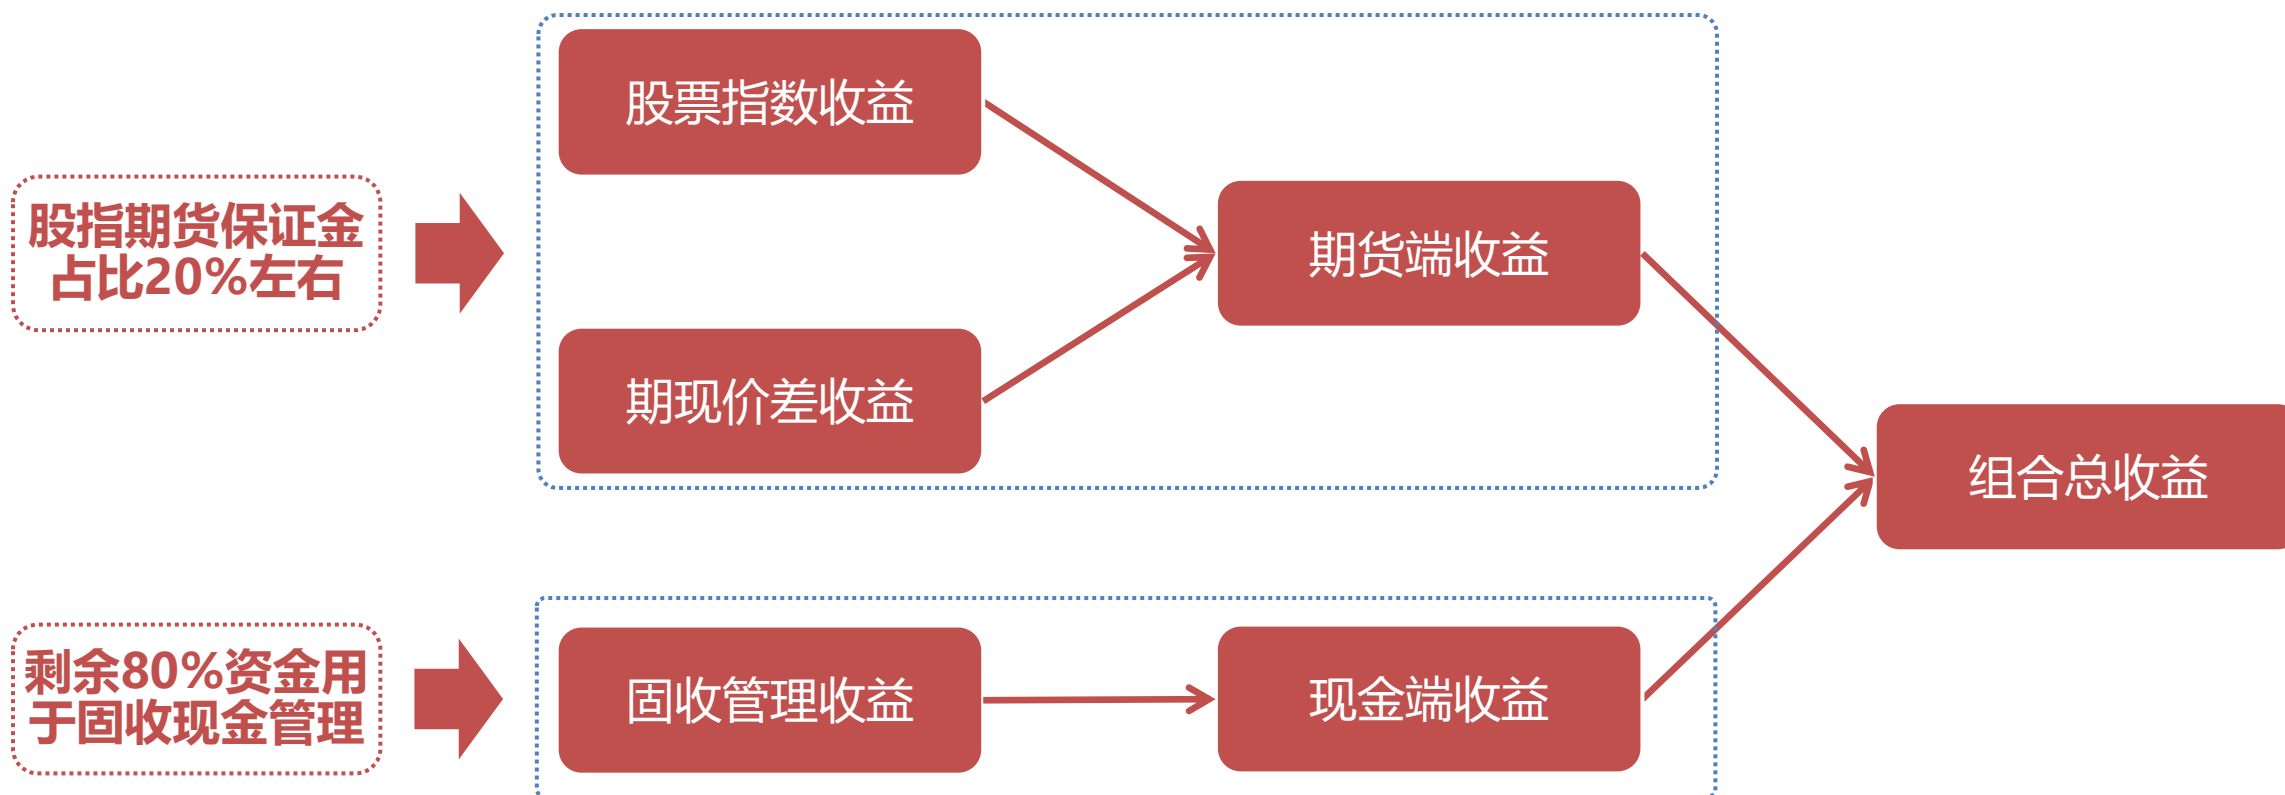 股票指数收益
股指期货保证金
占比20%左右
期货端收益
期现价差收益
组合总收益
剩余80%资金用
于固收现金管理
固收管理收益
现金端收益